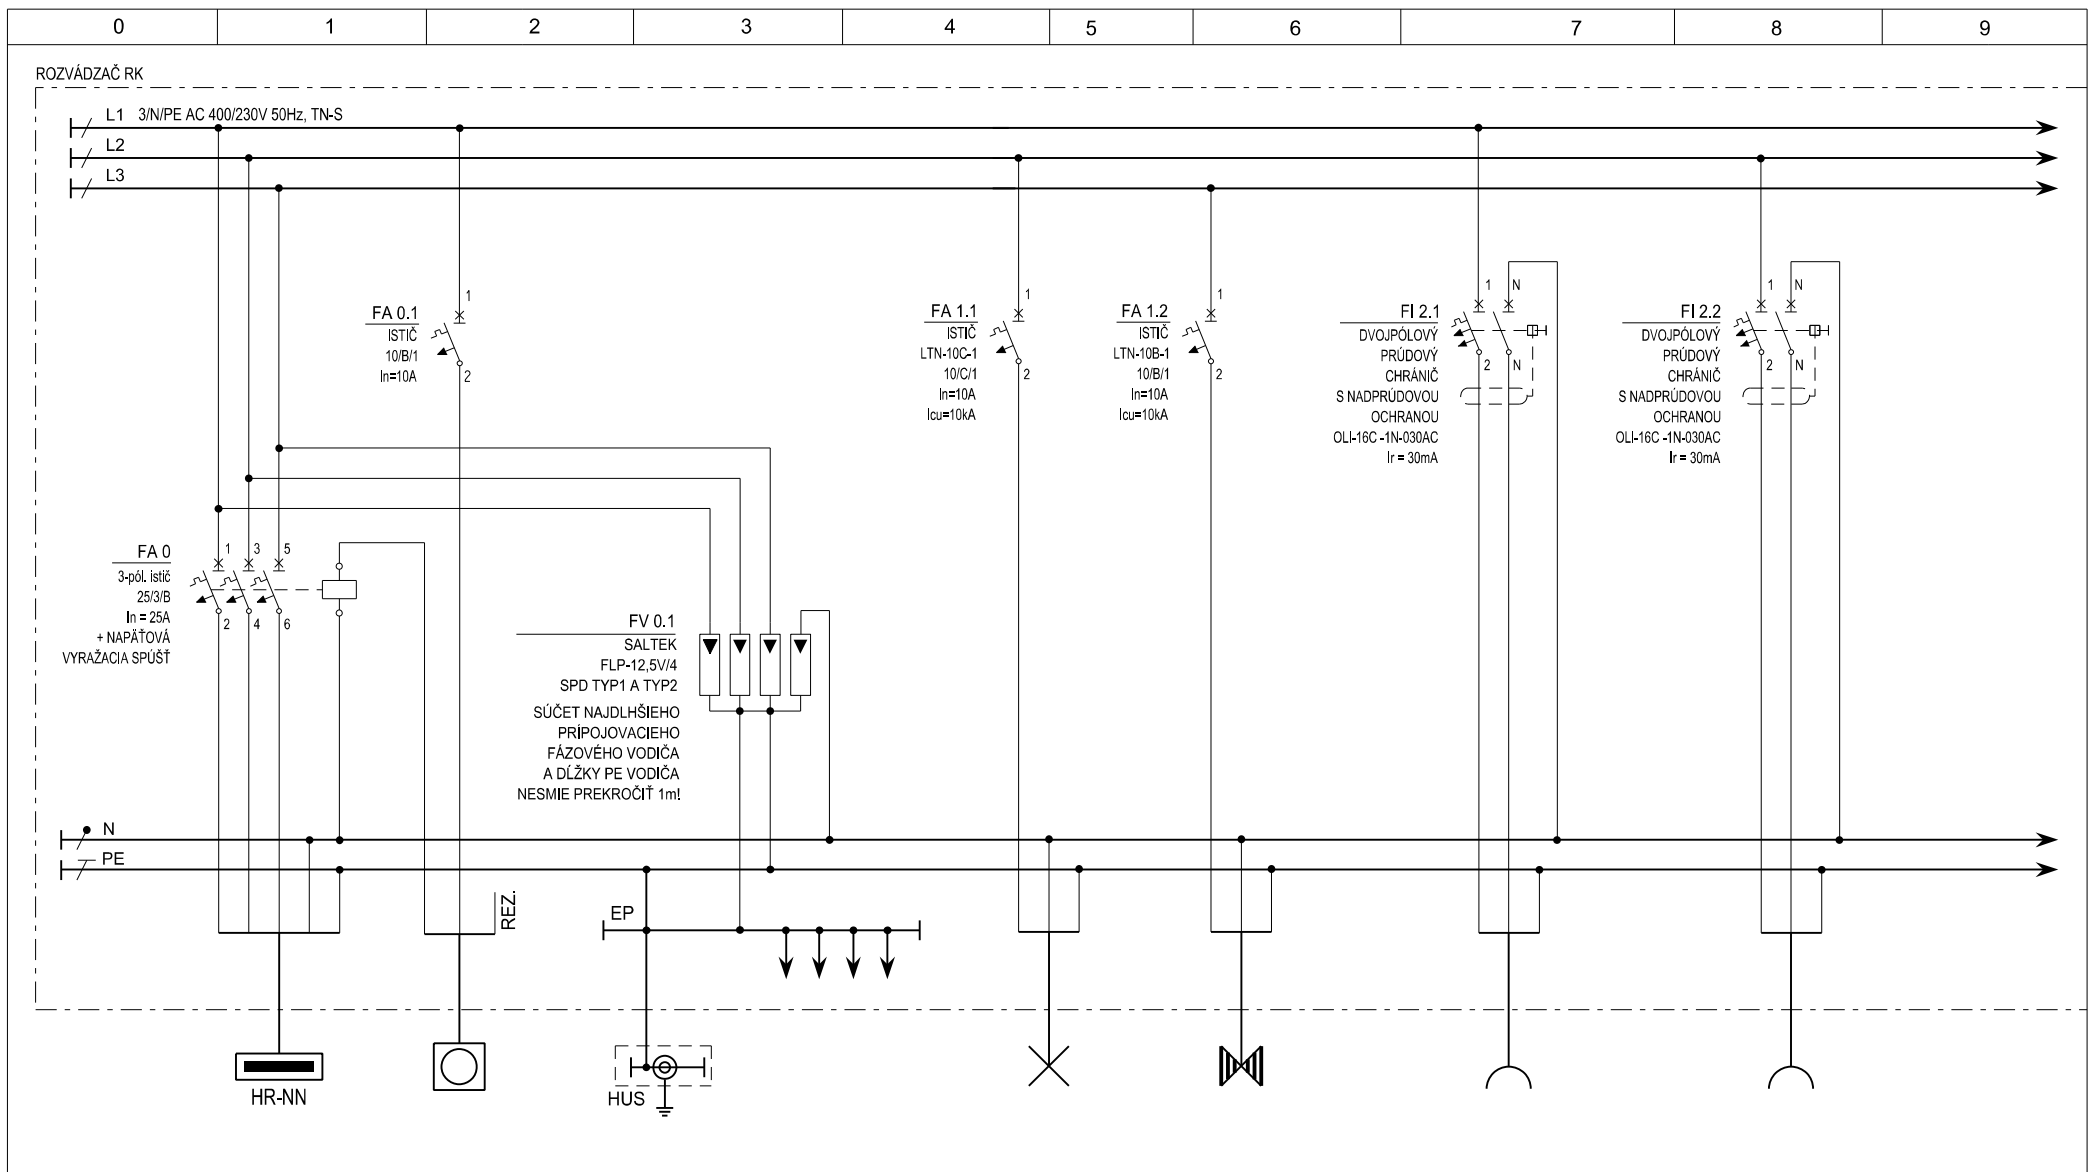 0 1 2 3 4 5 6 7 8 9
ROZVÁDZAČ RK
L1 3/N/PE AC 400/230V 50Hz, TN-S
L2
L3
FA 0.1
ISTIČ
10/B/1
In=10A
1
2
FA 1.1
ISTIČ
LTN-10C-1
10/C/1
In=10A
Icu=10kA
1
2
FA 1.2
ISTIČ
LTN-10B-1
10/B/1
In=10A
Icu=10kA
1
2
FI 2.1
DVOJPÓLOVÝ
PRÚDOVÝ
CHRÁNIČ
S NADPRÚDOVOU
OCHRANOU
OLI-16C -1N-030AC
Ir = 30mA
1 N
2 N
FI 2.2
DVOJPÓLOVÝ
PRÚDOVÝ
CHRÁNIČ
S NADPRÚDOVOU
OCHRANOU
OLI-16C -1N-030AC
Ir = 30mA
1 N
2 N
FA 0
3-pól. istič
25/3/B
In = 25A
+ NAPÄŤOVÁ
VYRAŽACIA SPÚŠŤ
1 3 5
2 4 6
FV 0.1
SALTEK
FLP-12,5V/4
SPD TYP1 A TYP2
SÚČET NAJDLHŠIEHO
PRÍPOJOVACIEHO
FÁZOVÉHO VODIČA
A DĹŽKY PE VODIČA
NESMIE PREKROČIŤ 1m!
N
PE
REZ.
EP
HR-NN
HUS